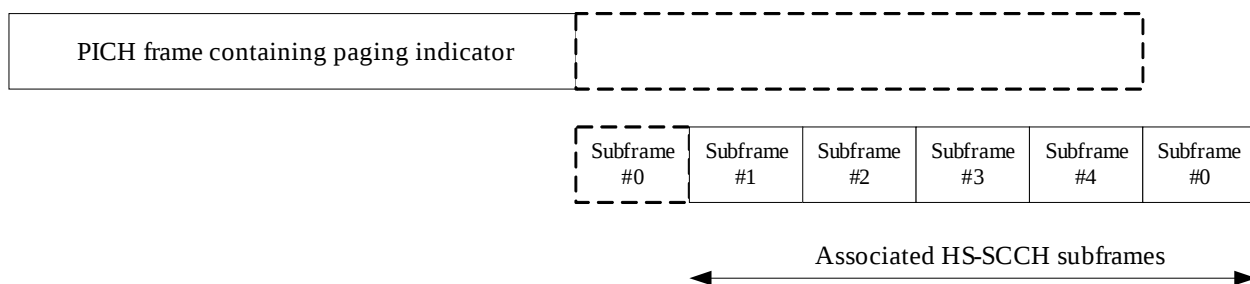 PICH frame containing paging indicator
Subframe
#0
Subframe
#1
Subframe
#2
Subframe
#3
Subframe
#4
Subframe
#0
Associated HS-SCCH subframes